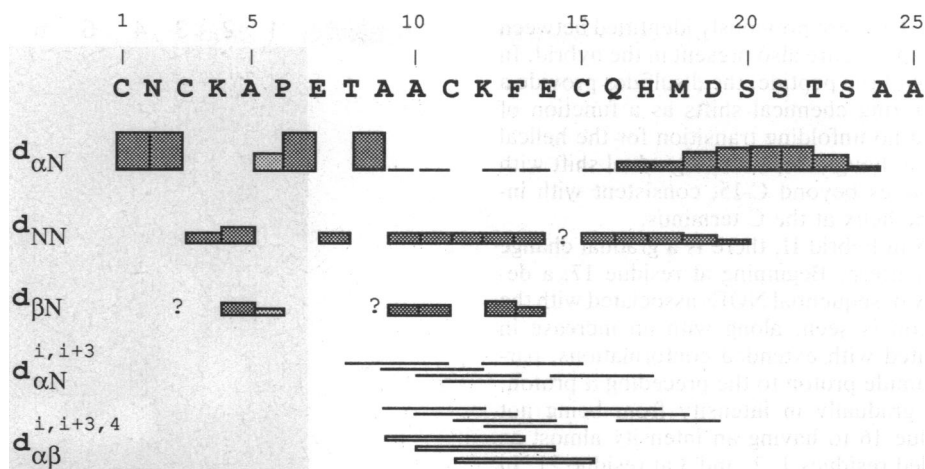 1 5 10 15 20 25
C N C K A P E T A A C K F E C Q H M D S S T S A A
dαN
dNN ?
dβN ? ?
i, i+3
dαN
i, i+3,4
dαβ